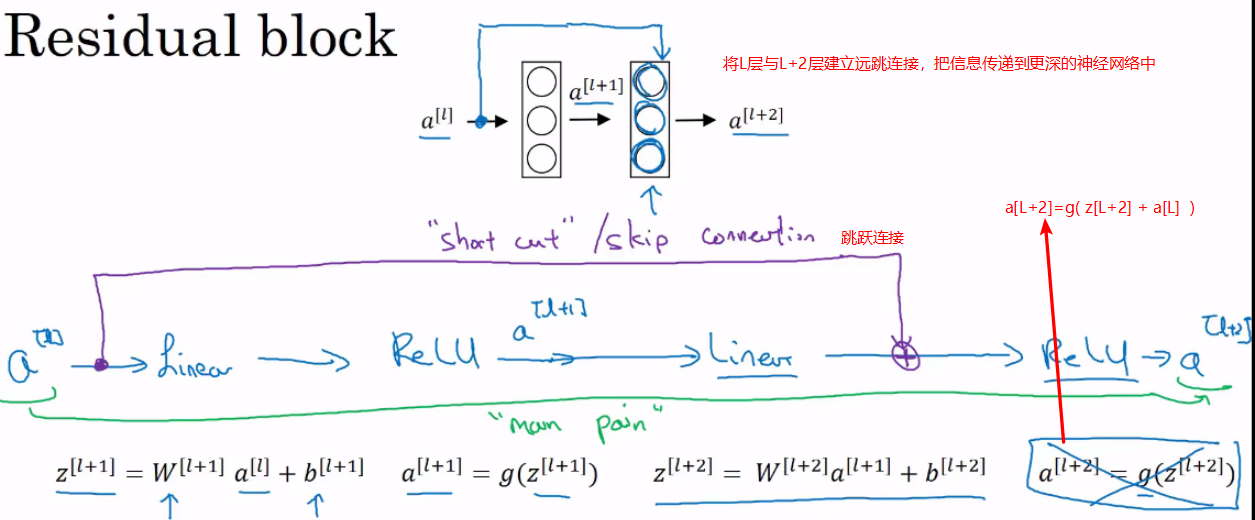 Residual block
将L层与L+2层建立远跳连接，把信息传递到更深的神经网络中
a^[l]
a^[l+1]
a^[l+2]
a[L+2]=g( z[L+2] + a[L] )
"short cut" / skip connection 跳跃连接
a^[l] Linear ReLU a^[l+1] Linear ReLU a^[l+2]
"main path"
z^[l+1] = W^[l+1] a^[l] + b^[l+1] a^[l+1] = g(z^[l+1]) z^[l+2] = W^[l+2]a^[l+1] + b^[l+2] a^[l+2] = g(z^[l+2])